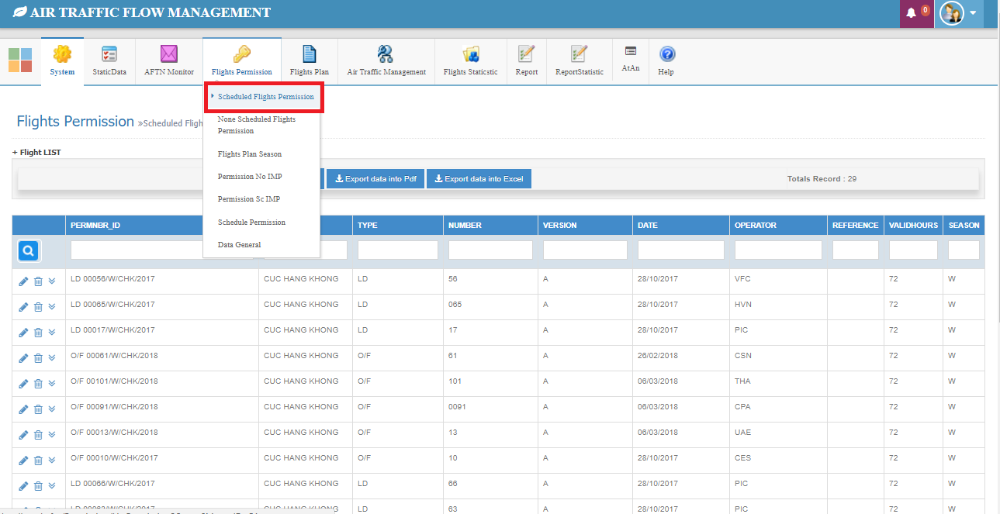 AIR TRAFFIC FLOW MANAGEMENT
0
System StaticData AFTN Monitor Flights Permission Flights Plan Air Traffic Management Flights Staticstic Report ReportStatistic AtAn Help
Scheduled Flights Permission
None Scheduled Flights
Permission
Flights Plan Season
Permission No IMP
Permission Sc IMP
Schedule Permission
Data General
Flights Permission »Scheduled Fligh
+ Flight LIST
Export data into Pdf Export data into Excel Totals Record : 29
PERMNBR_ID TYPE NUMBER VERSION DATE OPERATOR REFERENCE VALIDHOURS SEASON
LD 00056/W/CHK/2017 CUC HANG KHONG LD 56 A 28/10/2017 VFC 72 W
LD 00065/W/CHK/2017 CUC HANG KHONG LD 065 A 28/10/2017 HVN 72 W
LD 00017/W/CHK/2017 CUC HANG KHONG LD 17 A 28/10/2017 PIC 72 W
O/F 00061/W/CHK/2018 CUC HANG KHONG O/F 61 A 26/02/2018 CSN 72 W
O/F 00101/W/CHK/2018 CUC HANG KHONG O/F 101 A 06/03/2018 THA 72 W
O/F 00091/W/CHK/2018 CUC HANG KHONG O/F 0091 A 06/03/2018 CPA 72 W
O/F 00013/W/CHK/2018 CUC HANG KHONG O/F 13 A 06/03/2018 UAE 72 W
O/F 00010/W/CHK/2017 CUC HANG KHONG O/F 10 A 28/10/2017 CES 72 W
LD 00066/W/CHK/2017 CUC HANG KHONG LD 66 A 28/10/2017 PIC 72 W
LD 00063/W/CHK/2017 CUC HANG KHONG LD 63 A 28/10/2017 PIC 72 W